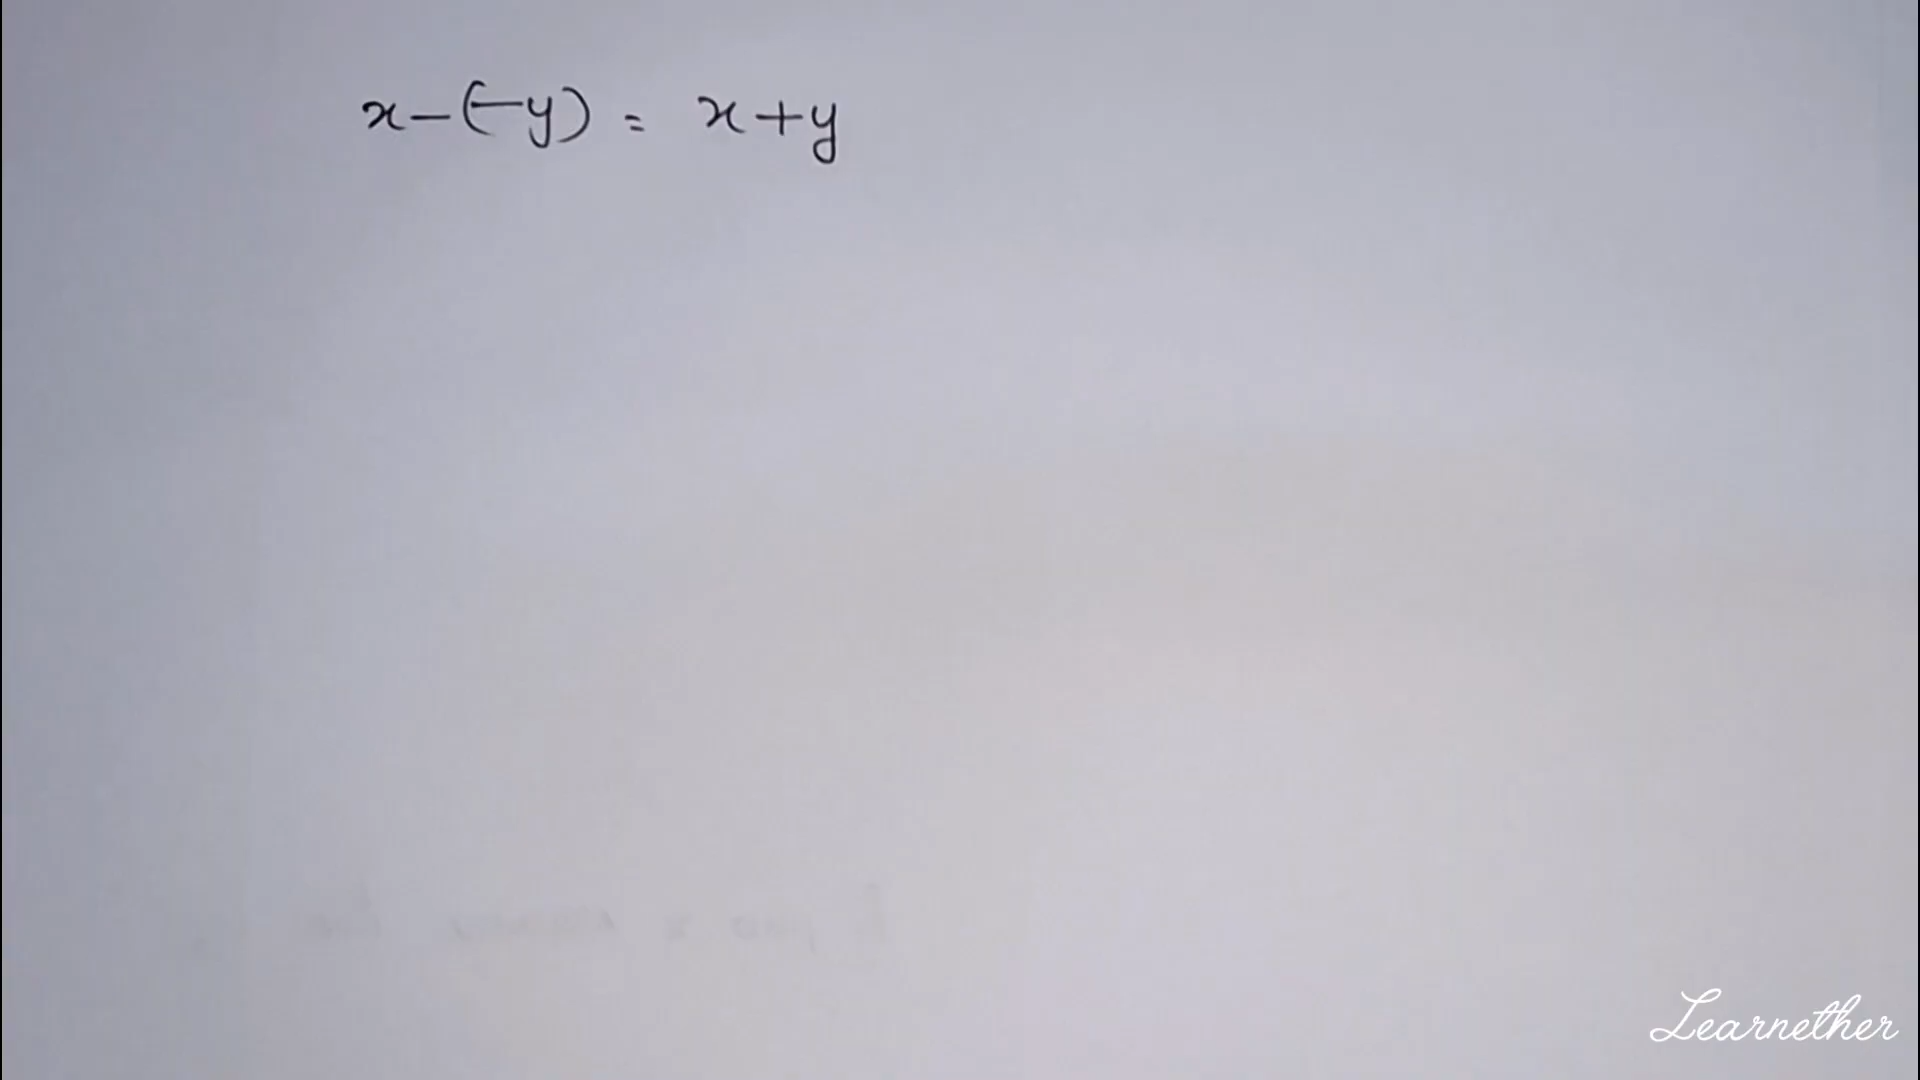 x-(-y) = x+y
Learnether